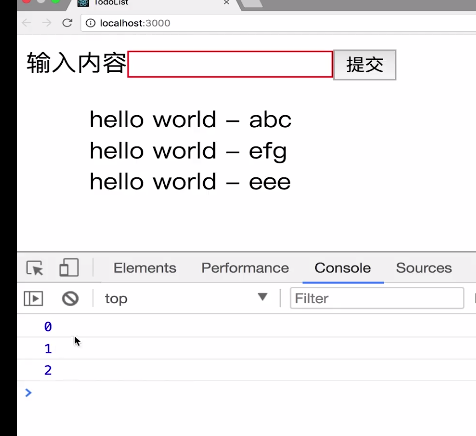 TodoList
localhost:3000
输入内容 提交
hello world – abc
hello world – efg
hello world – eee
Elements Performance Console Sources
top Filter
0
1
2